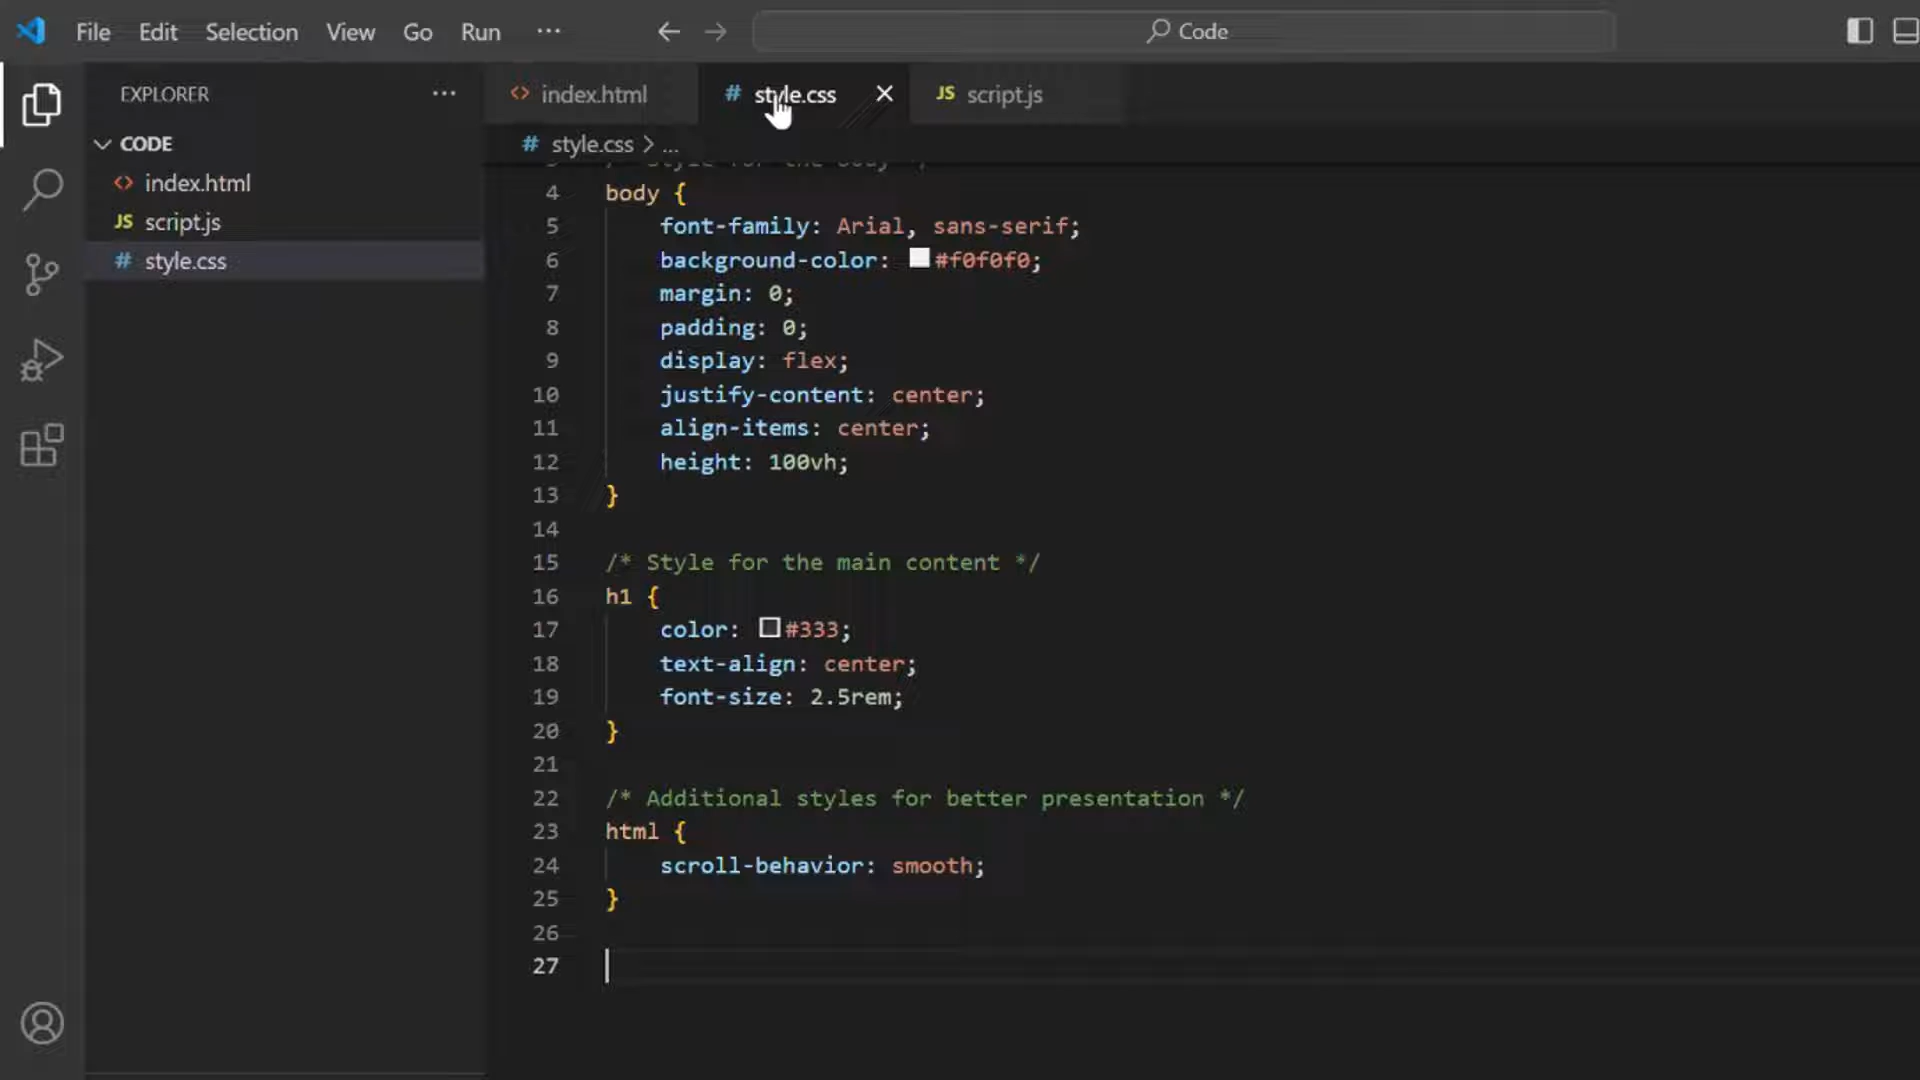 File Edit Selection View Go Run ...
Code
EXPLORER ...
CODE
<> index.html
JS script.js
# style.css
<> index.html # style.css JS script.js
# style.css > ...
4 body {
5 font-family: Arial, sans-serif;
6 background-color: #f0f0f0;
7 margin: 0;
8 padding: 0;
9 display: flex;
10 justify-content: center;
11 align-items: center;
12 height: 100vh;
13 }
14
15 /* Style for the main content */
16 h1 {
17 color: #333;
18 text-align: center;
19 font-size: 2.5rem;
20 }
21
22 /* Additional styles for better presentation */
23 html {
24 scroll-behavior: smooth;
25 }
26
27